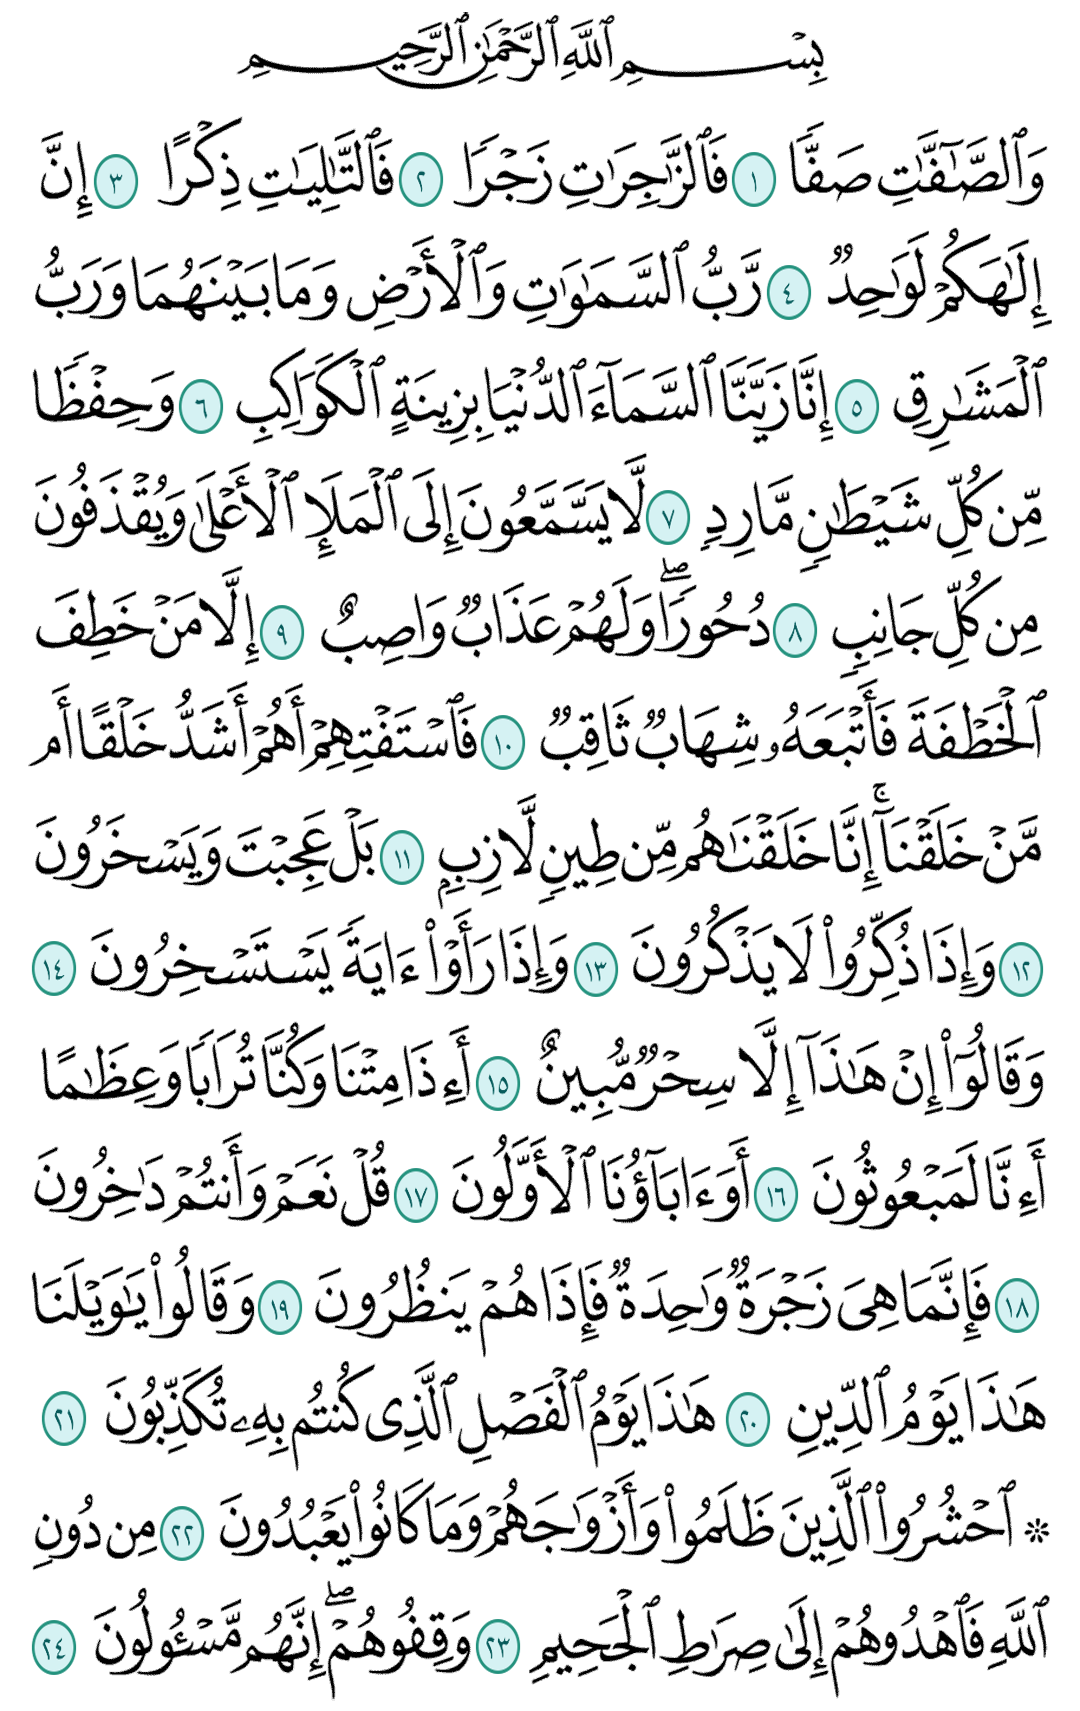 بِسْمِ ٱللَّهِ ٱلرَّحْمَٰنِ ٱلرَّحِيمِ
وَٱلصَّٰٓفَّٰتِ صَفًّا ١ فَٱلزَّٰجِرَٰتِ زَجْرًا ٢ فَٱلتَّٰلِيَٰتِ ذِكْرًا ٣ إِنَّ
إِلَٰهَكُمْ لَوَٰحِدٌ ٤ رَّبُّ ٱلسَّمَٰوَٰتِ وَٱلْأَرْضِ وَمَا بَيْنَهُمَا وَرَبُّ
ٱلْمَشَٰرِقِ ٥ إِنَّا زَيَّنَّا ٱلسَّمَآءَ ٱلدُّنْيَا بِزِينَةٍ ٱلْكَوَاكِبِ ٦ وَحِفْظًا
مِّن كُلِّ شَيْطَٰنٍ مَّارِدٍ ٧ لَّا يَسَّمَّعُونَ إِلَى ٱلْمَلَإِ ٱلْأَعْلَىٰ وَيُقْذَفُونَ
مِن كُلِّ جَانِبٍ ٨ دُحُورًا ۖ وَلَهُمْ عَذَابٌ وَاصِبٌ ٩ إِلَّا مَنْ خَطِفَ
ٱلْخَطْفَةَ فَأَتْبَعَهُۥ شِهَابٌ ثَاقِبٌ ١٠ فَٱسْتَفْتِهِمْ أَهُمْ أَشَدُّ خَلْقًا أَم
مَّنْ خَلَقْنَآ ۚ إِنَّا خَلَقْنَٰهُم مِّن طِينٍ لَّازِبٍۭ ١١ بَلْ عَجِبْتَ وَيَسْخَرُونَ
١٢ وَإِذَا ذُكِّرُوا۟ لَا يَذْكُرُونَ ١٣ وَإِذَا رَأَوْا۟ ءَايَةً يَسْتَسْخِرُونَ ١٤
وَقَالُوٓا۟ إِنْ هَٰذَآ إِلَّا سِحْرٌ مُّبِينٌ ١٥ أَءِذَا مِتْنَا وَكُنَّا تُرَابًا وَعِظَٰمًا
أَءِنَّا لَمَبْعُوثُونَ ١٦ أَوَءَابَآؤُنَا ٱلْأَوَّلُونَ ١٧ قُلْ نَعَمْ وَأَنتُمْ دَٰخِرُونَ
١٨ فَإِنَّمَا هِىَ زَجْرَةٌ وَٰحِدَةٌ فَإِذَا هُمْ يَنظُرُونَ ١٩ وَقَالُوا۟ يَٰوَيْلَنَا
هَٰذَا يَوْمُ ٱلدِّينِ ٢٠ هَٰذَا يَوْمُ ٱلْفَصْلِ ٱلَّذِى كُنتُم بِهِۦ تُكَذِّبُونَ ٢١
۞ ٱحْشُرُوا۟ ٱلَّذِينَ ظَلَمُوا۟ وَأَزْوَٰجَهُمْ وَمَا كَانُوا۟ يَعْبُدُونَ ٢٢ مِن دُونِ
ٱللَّهِ فَٱهْدُوهُمْ إِلَىٰ صِرَٰطِ ٱلْجَحِيمِ ٢٣ وَقِفُوهُمْ ۖ إِنَّهُم مَّسْـُٔولُونَ ٢٤